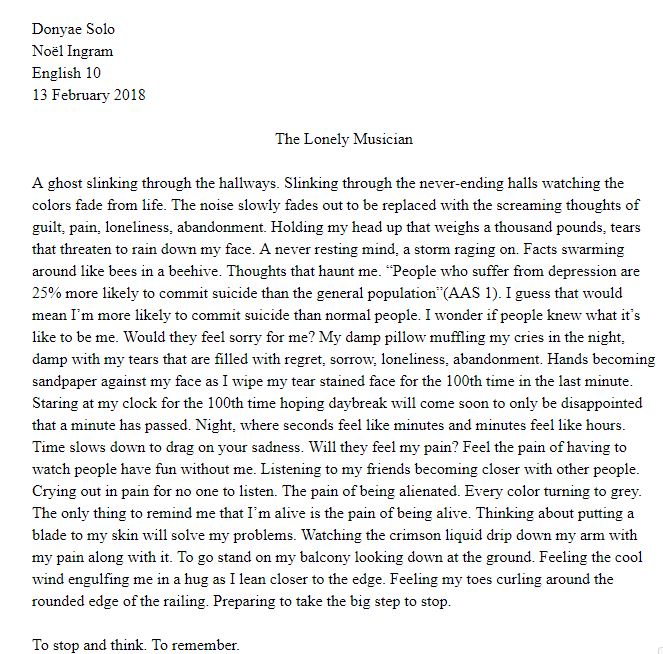 Donyae Solo
Noël Ingram
English 10
13 February 2018
The Lonely Musician
A ghost slinking through the hallways. Slinking through the never-ending halls watching the
colors fade from life. The noise slowly fades out to be replaced with the screaming thoughts of
guilt, pain, loneliness, abandonment. Holding my head up that weighs a thousand pounds, tears
that threaten to rain down my face. A never resting mind, a storm raging on. Facts swarming
around like bees in a beehive. Thoughts that haunt me. “People who suffer from depression are
25% more likely to commit suicide than the general population”(AAS 1). I guess that would
mean I’m more likely to commit suicide than normal people. I wonder if people knew what it’s
like to be me. Would they feel sorry for me? My damp pillow muffling my cries in the night,
damp with my tears that are filled with regret, sorrow, loneliness, abandonment. Hands becoming
sandpaper against my face as I wipe my tear stained face for the 100th time in the last minute.
Staring at my clock for the 100th time hoping daybreak will come soon to only be disappointed
that a minute has passed. Night, where seconds feel like minutes and minutes feel like hours.
Time slows down to drag on your sadness. Will they feel my pain? Feel the pain of having to
watch people have fun without me. Listening to my friends becoming closer with other people.
Crying out in pain for no one to listen. The pain of being alienated. Every color turning to grey.
The only thing to remind me that I’m alive is the pain of being alive. Thinking about putting a
blade to my skin will solve my problems. Watching the crimson liquid drip down my arm with
my pain along with it. To go stand on my balcony looking down at the ground. Feeling the cool
wind engulfing me in a hug as I lean closer to the edge. Feeling my toes curling around the
rounded edge of the railing. Preparing to take the big step to stop.
To stop and think. To remember.